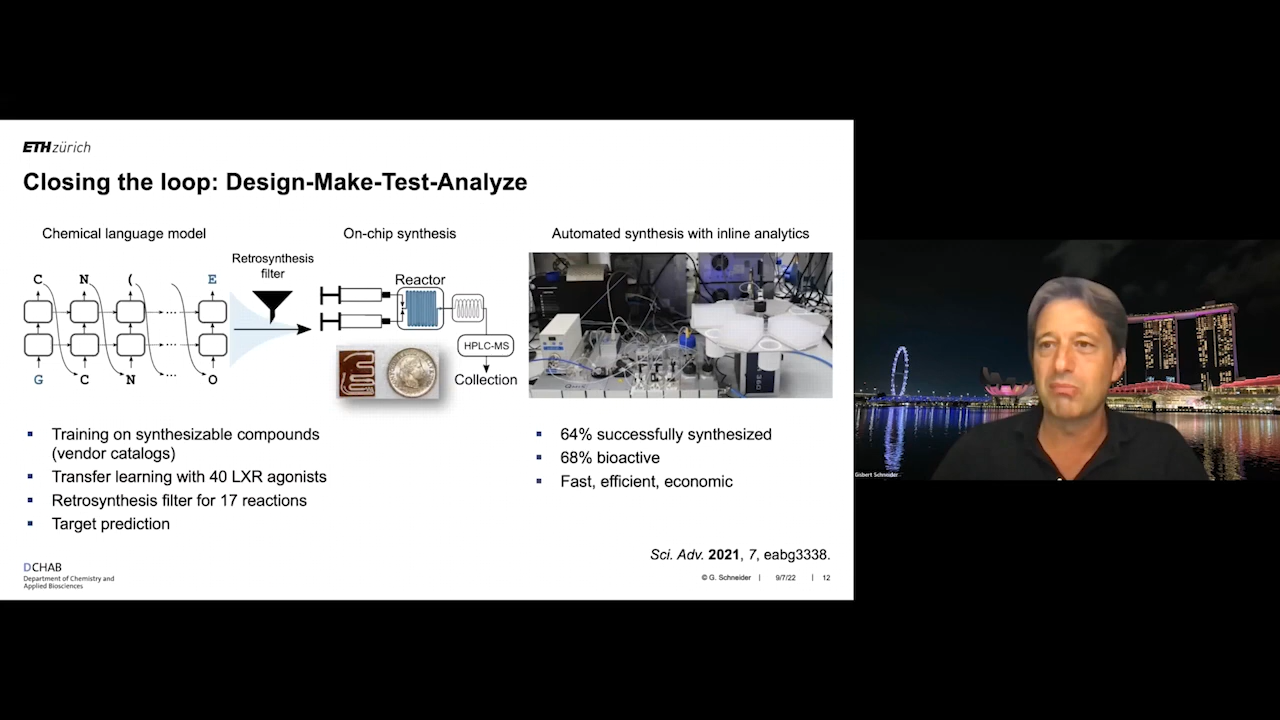 ETH zürich
Closing the loop: Design-Make-Test-Analyze
Chemical language model
On-chip synthesis
Automated synthesis with inline analytics
Retrosynthesis
filter
C N ( E
G C N ... O
Reactor
HPLC-MS
Collection
▪ Training on synthesizable compounds
(vendor catalogs)
▪ Transfer learning with 40 LXR agonists
▪ Retrosynthesis filter for 17 reactions
▪ Target prediction
▪ 64% successfully synthesized
▪ 68% bioactive
▪ Fast, efficient, economic
Sci. Adv. 2021, 7, eabg3338.
DCHAB
Department of Chemistry and
Applied Biosciences
© G. Schneider | 9/7/22 | 12
Gisbert Schneider